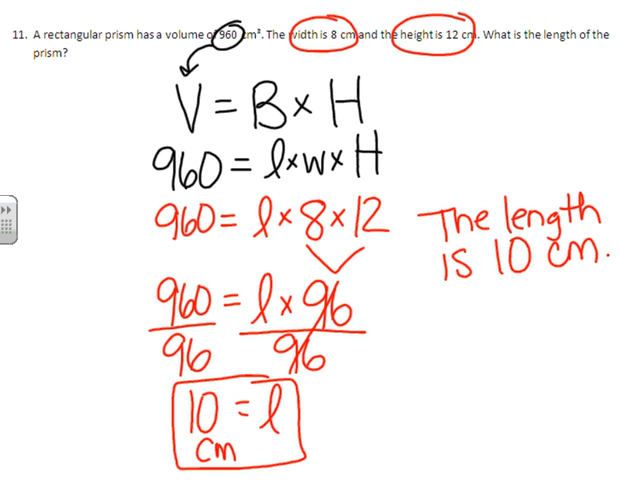 11. A rectangular prism has a volume of 960 cm³. The width is 8 cm and the height is 12 cm. What is the length of the
prism?
V = B × H
960 = l × w × H
960 = l × 8 × 12
960 = l × 96
96 96
10 = l
cm
The length
is 10 cm.